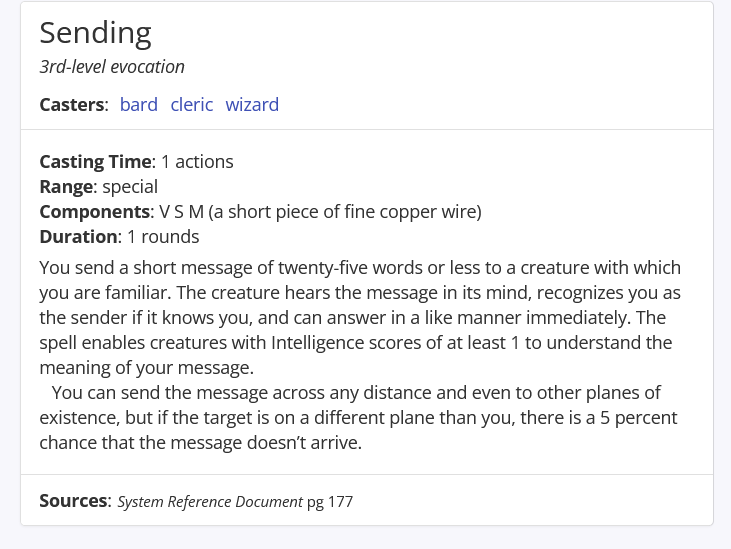 Sending
3rd-level evocation
Casters: bard cleric wizard
Casting Time: 1 actions
Range: special
Components: V S M (a short piece of fine copper wire)
Duration: 1 rounds
You send a short message of twenty-five words or less to a creature with which
you are familiar. The creature hears the message in its mind, recognizes you as
the sender if it knows you, and can answer in a like manner immediately. The
spell enables creatures with Intelligence scores of at least 1 to understand the
meaning of your message.
You can send the message across any distance and even to other planes of
existence, but if the target is on a different plane than you, there is a 5 percent
chance that the message doesn’t arrive.
Sources: System Reference Document pg 177